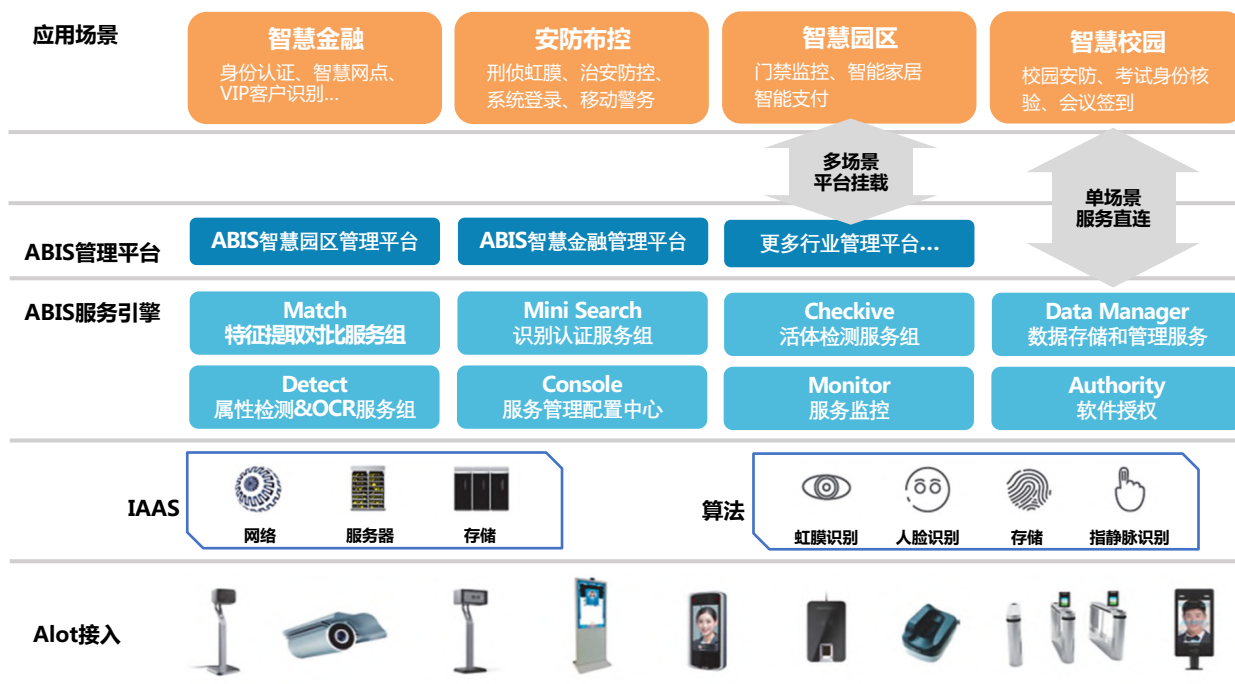 应用场景
智慧金融
身份认证、智慧网点、
VIP客户识别...
安防布控
刑侦虹膜、治安防控、
系统登录、移动警务
智慧园区
门禁监控、智能家居
智能支付
智慧校园
校园安防、考试身份核
验、会议签到
多场景
平台挂载
单场景
服务直连
ABIS管理平台
ABIS智慧园区管理平台
ABIS智慧金融管理平台
更多行业管理平台...
ABIS服务引擎
Match
特征提取对比服务组
Mini Search
识别认证服务组
Checkive
活体检测服务组
Data Manager
数据存储和管理服务
Detect
属性检测&OCR服务组
Console
服务管理配置中心
Monitor
服务监控
Authority
软件授权
IAAS
网络
服务器
存储
算法
虹膜识别
人脸识别
存储
指静脉识别
Alot接入